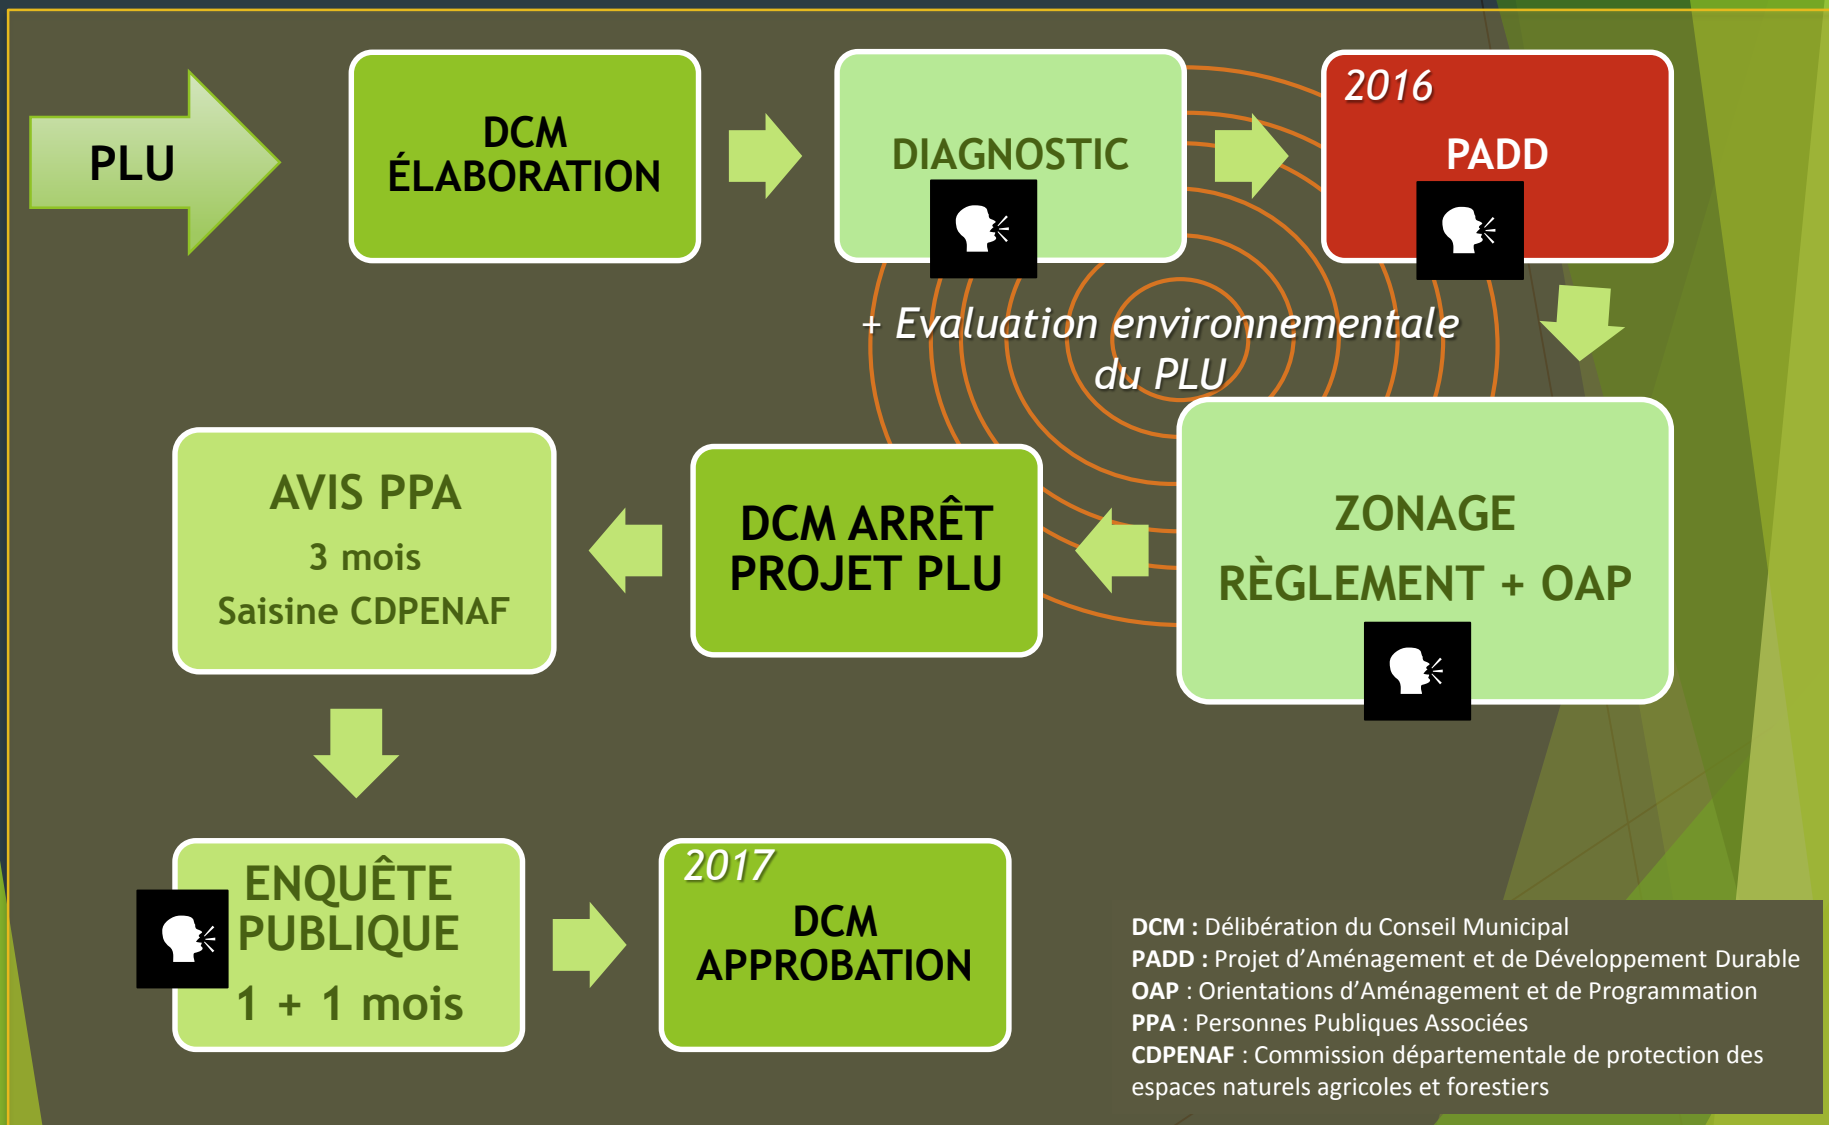 PLU
DCM
ÉLABORATION
DIAGNOSTIC
2016
PADD
+ Evaluation environnementale
du PLU
ZONAGE
RÈGLEMENT + OAP
DCM ARRÊT
PROJET PLU
AVIS PPA
3 mois
Saisine CDPENAF
ENQUÊTE
PUBLIQUE
1 + 1 mois
2017
DCM
APPROBATION
DCM : Délibération du Conseil Municipal
PADD : Projet d’Aménagement et de Développement Durable
OAP : Orientations d’Aménagement et de Programmation
PPA : Personnes Publiques Associées
CDPENAF : Commission départementale de protection des
espaces naturels agricoles et forestiers